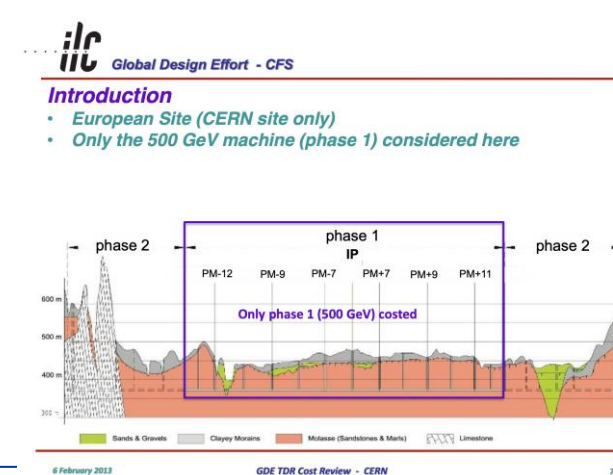 ilc
Global Design Effort - CFS
Introduction
• European Site (CERN site only)
• Only the 500 GeV machine (phase 1) considered here
phase 2
phase 1
phase 2
IP
PM-12 PM-9 PM-7 PM+7 PM+9 PM+11
Only phase 1 (500 GeV) costed
600 m
500 m
400 m
Sands & Gravels Clayey Morains Molasse (Sandstones & Marls) Limestone
6 February 2013 GDE TDR Cost Review - CERN